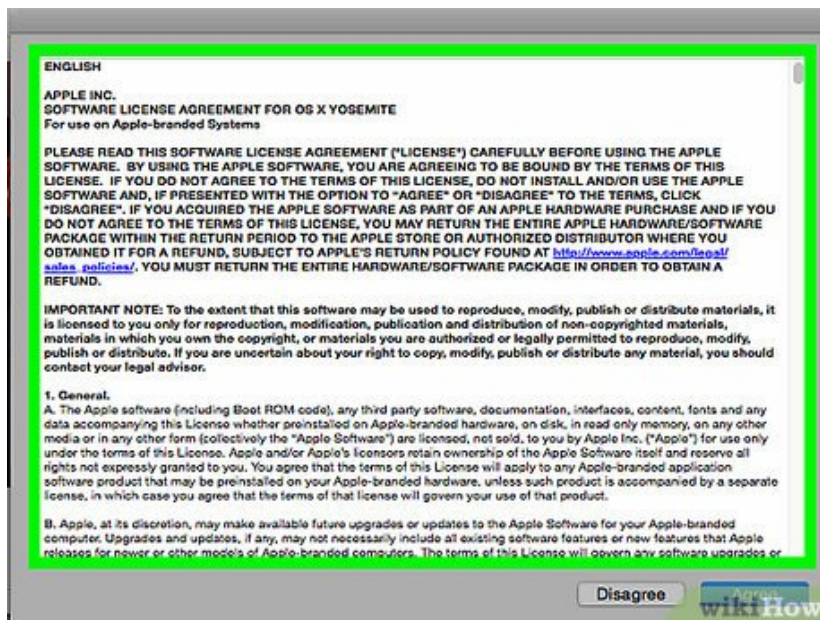 ENGLISH
APPLE INC.
SOFTWARE LICENSE AGREEMENT FOR OS X YOSEMITE
For use on Apple-branded Systems
PLEASE READ THIS SOFTWARE LICENSE AGREEMENT ("LICENSE") CAREFULLY BEFORE USING THE APPLE
SOFTWARE. BY USING THE APPLE SOFTWARE, YOU ARE AGREEING TO BE BOUND BY THE TERMS OF THIS
LICENSE. IF YOU DO NOT AGREE TO THE TERMS OF THIS LICENSE, DO NOT INSTALL AND/OR USE THE APPLE
SOFTWARE AND, IF PRESENTED WITH THE OPTION TO "AGREE" OR "DISAGREE" TO THE TERMS, CLICK
"DISAGREE". IF YOU ACQUIRED THE APPLE SOFTWARE AS PART OF AN APPLE HARDWARE PURCHASE AND IF YOU
DO NOT AGREE TO THE TERMS OF THIS LICENSE, YOU MAY RETURN THE ENTIRE APPLE HARDWARE/SOFTWARE
PACKAGE WITHIN THE RETURN PERIOD TO THE APPLE STORE OR AUTHORIZED DISTRIBUTOR WHERE YOU
OBTAINED IT FOR A REFUND, SUBJECT TO APPLE'S RETURN POLICY FOUND AT http://www.apple.com/legal/
sales_policies/. YOU MUST RETURN THE ENTIRE HARDWARE/SOFTWARE PACKAGE IN ORDER TO OBTAIN A
REFUND.
IMPORTANT NOTE: To the extent that this software may be used to reproduce, modify, publish or distribute materials, it
is licensed to you only for reproduction, modification, publication and distribution of non-copyrighted materials,
materials in which you own the copyright, or materials you are authorized or legally permitted to reproduce, modify,
publish or distribute. If you are uncertain about your right to copy, modify, publish or distribute any material, you should
contact your legal advisor.
1. General.
A. The Apple software (including Boot ROM code), any third party software, documentation, interfaces, content, fonts and any
data accompanying this License whether preinstalled on Apple-branded hardware, on disk, in read only memory, on any other
media or in any other form (collectively the "Apple Software") are licensed, not sold, to you by Apple Inc. ("Apple") for use only
under the terms of this License. Apple and/or Apple's licensors retain ownership of the Apple Software itself and reserve all
rights not expressly granted to you. You agree that the terms of this License will apply to any Apple-branded application
software product that may be preinstalled on your Apple-branded hardware, unless such product is accompanied by a separate
license, in which case you agree that the terms of that license will govern your use of that product.
B. Apple, at its discretion, may make available future upgrades or updates to the Apple Software for your Apple-branded
computer. Upgrades and updates, if any, may not necessarily include all existing software features or new features that Apple
releases for newer or other models of Apple-branded computers. The terms of this License will govern any software upgrades or
Disagree
Agree
wikiHow